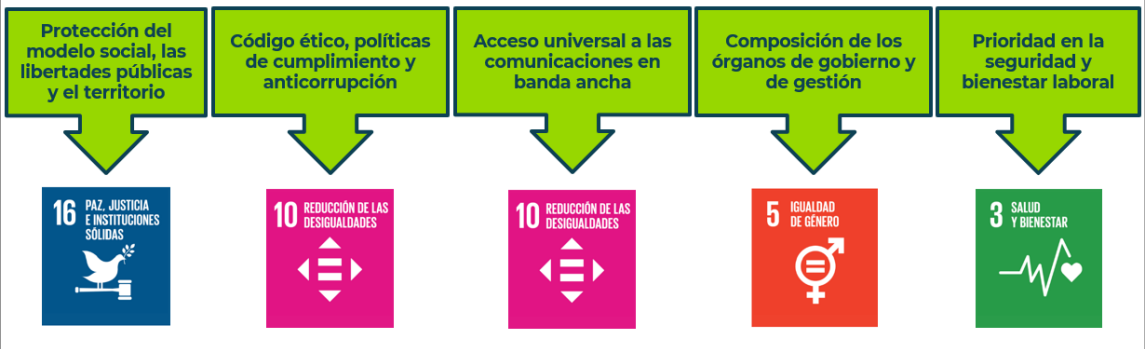 Protección del
modelo social, las
libertades públicas
y el territorio
Código ético, políticas
de cumplimiento y
anticorrupción
Acceso universal a las
comunicaciones en
banda ancha
Composición de los
órganos de gobierno y
de gestión
Prioridad en la
seguridad y
bienestar laboral
16 PAZ, JUSTICIA
E INSTITUCIONES
SÓLIDAS
10 REDUCCIÓN DE LAS
DESIGUALDADES
10 REDUCCIÓN DE LAS
DESIGUALDADES
5 IGUALDAD
DE GÉNERO
3 SALUD
Y BIENESTAR